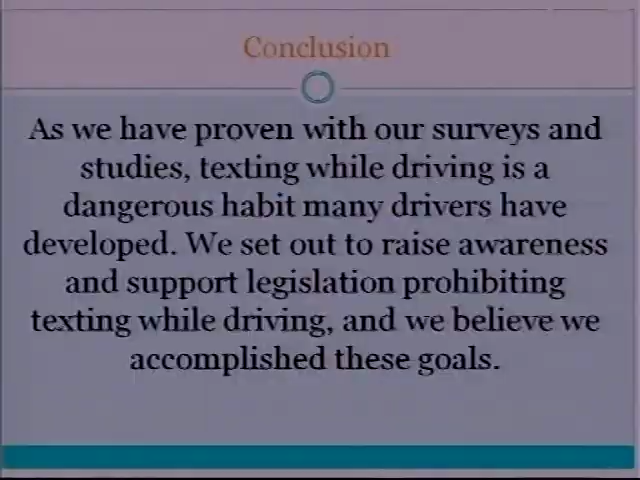 Conclusion
As we have proven with our surveys and
studies, texting while driving is a
dangerous habit many drivers have
developed. We set out to raise awareness
and support legislation prohibiting
texting while driving, and we believe we
accomplished these goals.